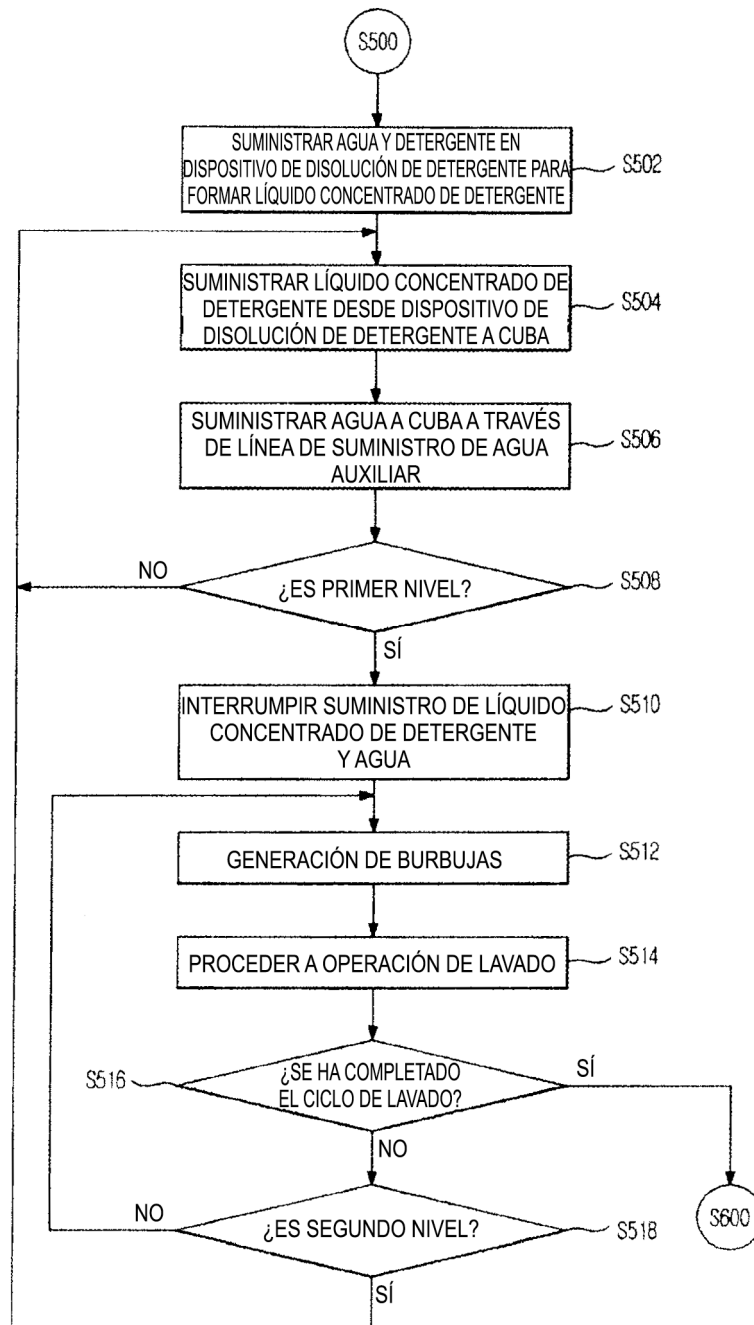 S500
SUMINISTRAR AGUA Y DETERGENTE EN
DISPOSITIVO DE DISOLUCIÓN DE DETERGENTE PARA
FORMAR LÍQUIDO CONCENTRADO DE DETERGENTE
S502
SUMINISTRAR LÍQUIDO CONCENTRADO DE
DETERGENTE DESDE DISPOSITIVO DE
DISOLUCIÓN DE DETERGENTE A CUBA
S504
SUMINISTRAR AGUA A CUBA A TRAVÉS
DE LÍNEA DE SUMINISTRO DE AGUA
AUXILIAR
S506
NO
¿ES PRIMER NIVEL?
S508
SÍ
INTERRUMPIR SUMINISTRO DE LÍQUIDO
CONCENTRADO DE DETERGENTE
Y AGUA
S510
GENERACIÓN DE BURBUJAS
S512
PROCEDER A OPERACIÓN DE LAVADO
S514
S516
¿SE HA COMPLETADO
EL CICLO DE LAVADO?
SÍ
NO
NO
¿ES SEGUNDO NIVEL?
S518
S600
SÍ